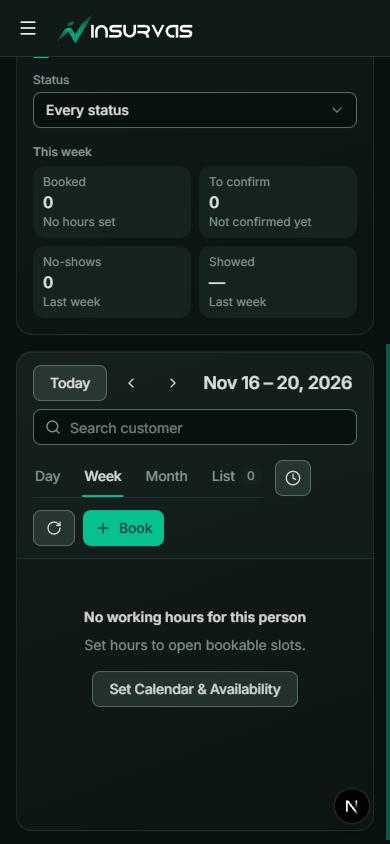 INSURVAS
Status
Every status
This week
Booked
0
No hours set
To confirm
0
Not confirmed yet
No-shows
0
Last week
Showed
—
Last week
Today
Nov 16 – 20, 2026
Search customer
Day Week Month List 0
+ Book
No working hours for this person
Set hours to open bookable slots.
Set Calendar & Availability
N